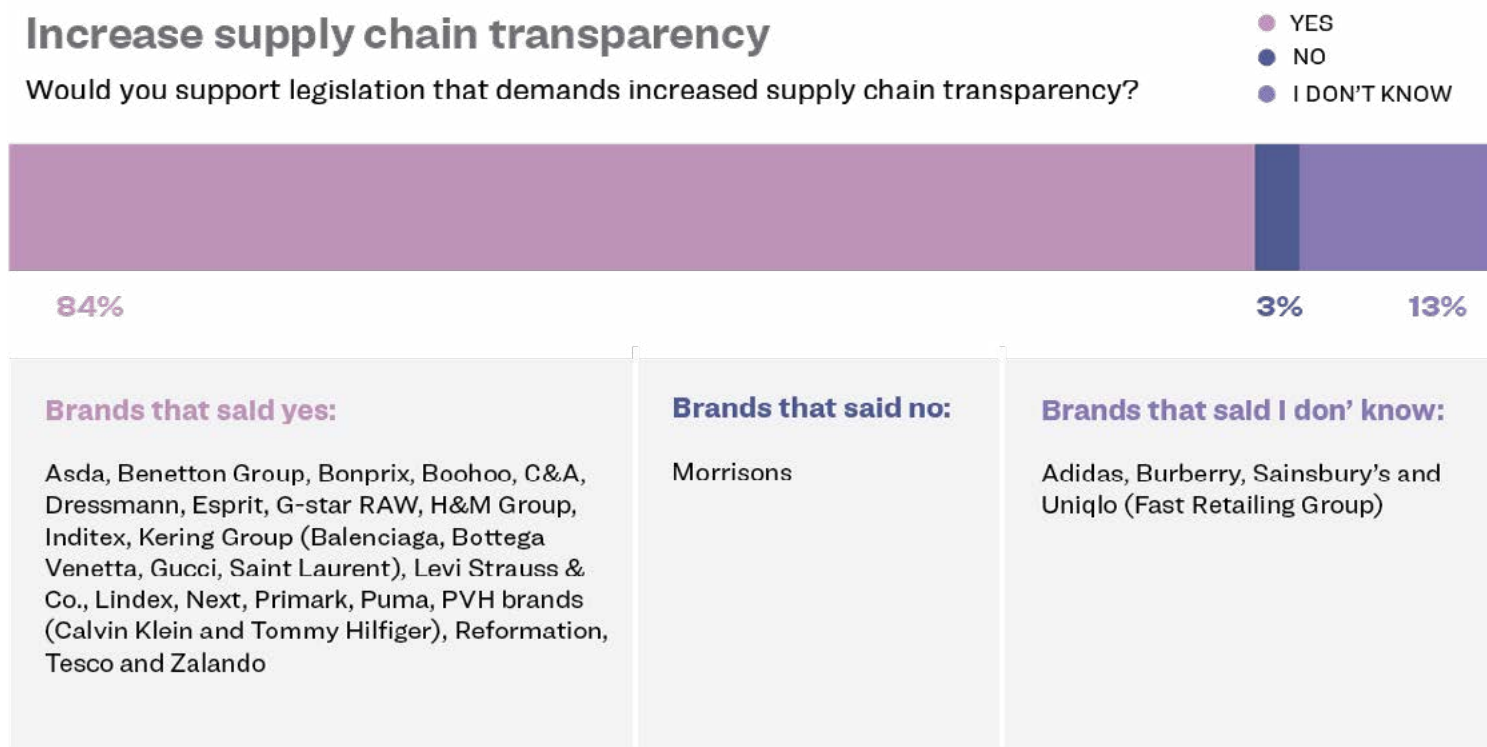 Increase supply chain transparency
Would you support legislation that demands increased supply chain transparency?
YES
NO
I DON'T KNOW
84%
3%
13%
Brands that said yes:
Asda, Benetton Group, Bonprix, Boohoo, C&A,
Dressmann, Esprit, G-star RAW, H&M Group,
Inditex, Kering Group (Balenciaga, Bottega
Venetta, Gucci, Saint Laurent), Levi Strauss &
Co., Lindex, Next, Primark, Puma, PVH brands
(Calvin Klein and Tommy Hilfiger), Reformation,
Tesco and Zalando
Brands that said no:
Morrisons
Brands that said I don' know:
Adidas, Burberry, Sainsbury's and
Uniqlo (Fast Retailing Group)